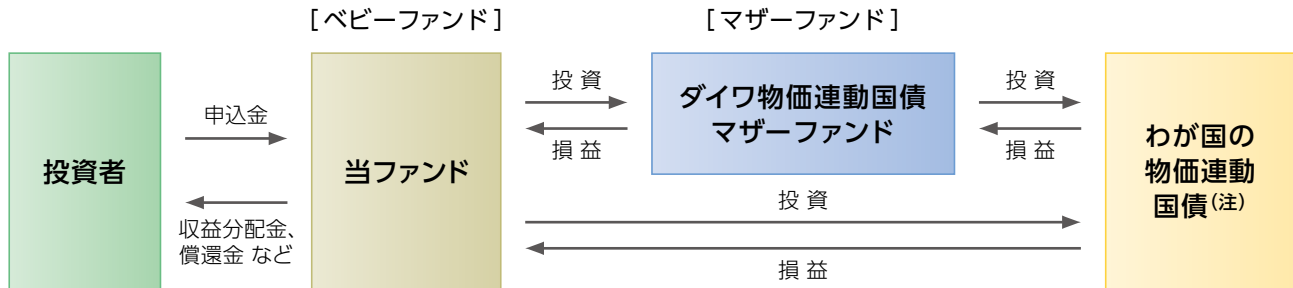 [ベビーファンド]
[マザーファンド]
投資者
申込金
収益分配金、
償還金 など
当ファンド
投 資
損 益
ダイワ物価連動国債
マザーファンド
投 資
損 益
投 資
損 益
わが国の
物価連動
国債(注)